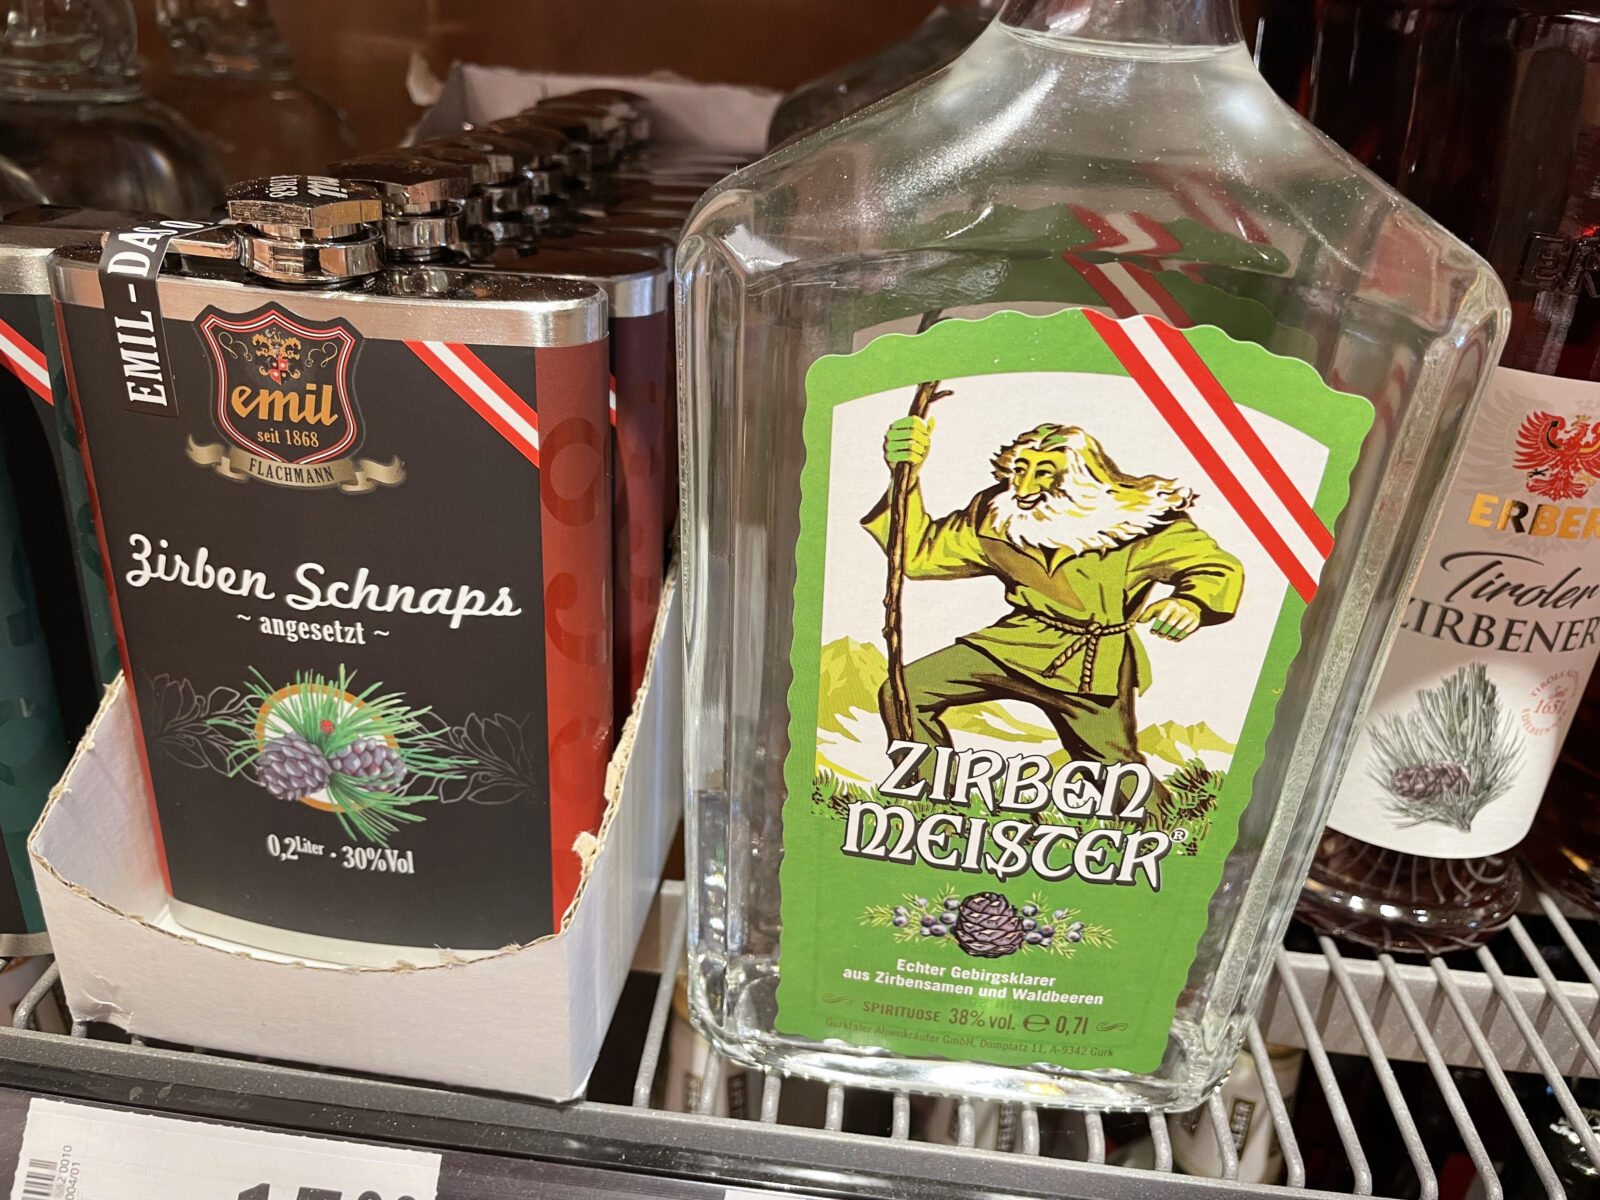 EMIL-DAS
emil
seit 1868
FLACHMANN
Zirben Schnaps
~ angesetzt ~
0,2Liter · 30%Vol
ZIRBEN
MEISTER®
Echter Gebirgsklarer
aus Zirbensamen und Waldbeeren
SPIRITUOSE 38% vol. ℮ 0,7l
Gurktaler Alpenkräuter GmbH, Domplatz 11, A-9342 Gurk
ERBER
Tiroler
ZIRBENER
1651